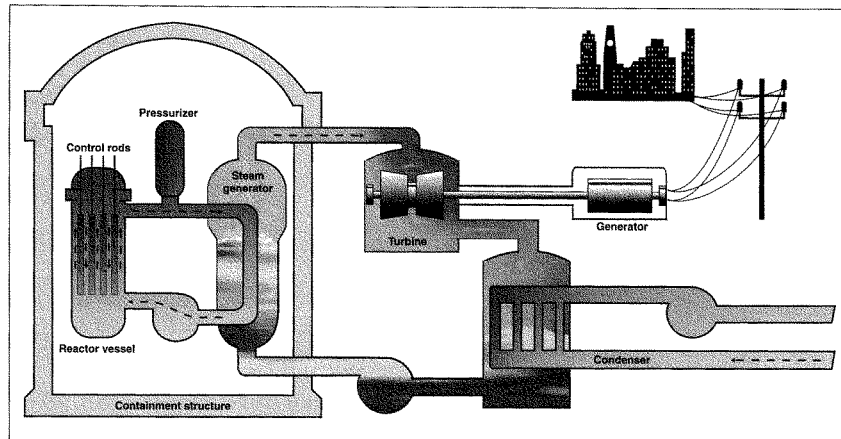 Pressurizer
Control rods
Steam
generator
Turbine
Generator
Reactor vessel
Condenser
Containment structure